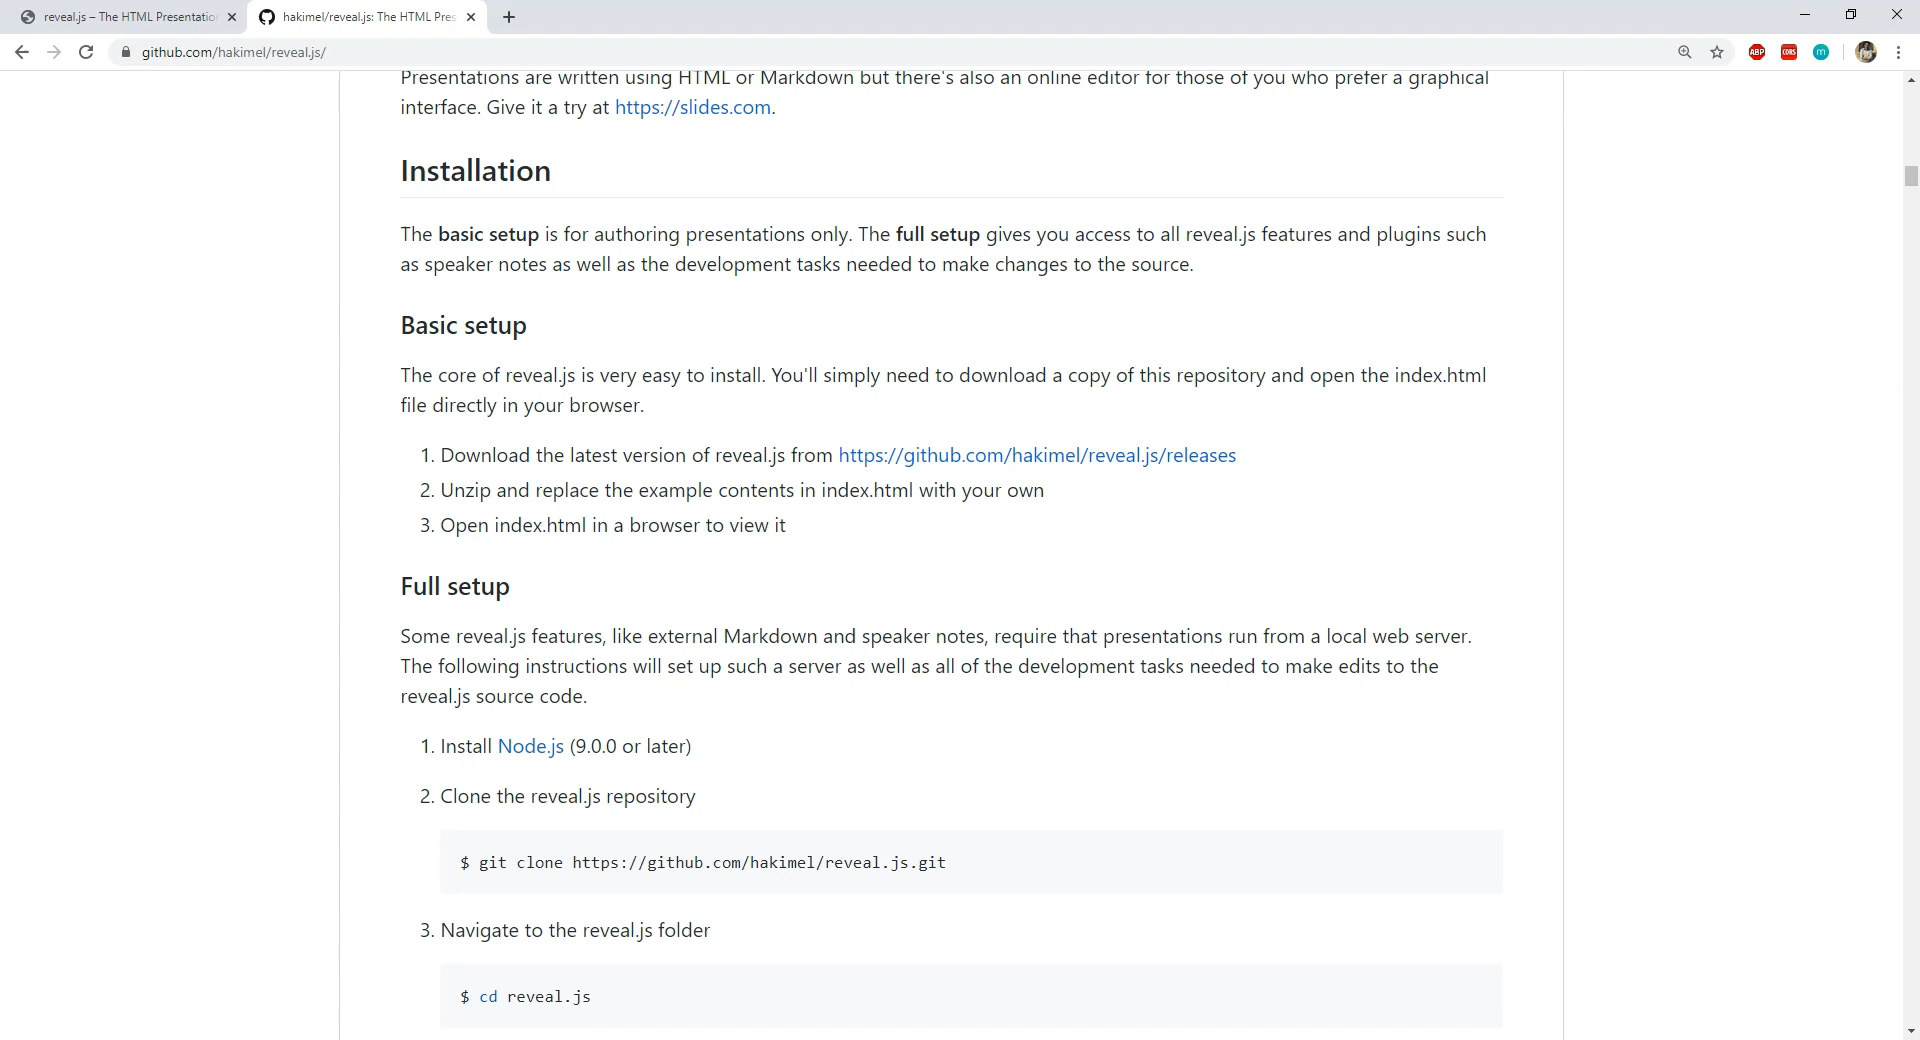 reveal.js – The HTML Presentation
hakimel/reveal.js: The HTML Pres
github.com/hakimel/reveal.js/
ABP
CORS
m
Presentations are written using HTML or Markdown but there's also an online editor for those of you who prefer a graphical
interface. Give it a try at https://slides.com.
Installation
The basic setup is for authoring presentations only. The full setup gives you access to all reveal.js features and plugins such
as speaker notes as well as the development tasks needed to make changes to the source.
Basic setup
The core of reveal.js is very easy to install. You'll simply need to download a copy of this repository and open the index.html
file directly in your browser.
1. Download the latest version of reveal.js from https://github.com/hakimel/reveal.js/releases
2. Unzip and replace the example contents in index.html with your own
3. Open index.html in a browser to view it
Full setup
Some reveal.js features, like external Markdown and speaker notes, require that presentations run from a local web server.
The following instructions will set up such a server as well as all of the development tasks needed to make edits to the
reveal.js source code.
1. Install Node.js (9.0.0 or later)
2. Clone the reveal.js repository
$ git clone https://github.com/hakimel/reveal.js.git
3. Navigate to the reveal.js folder
$ cd reveal.js